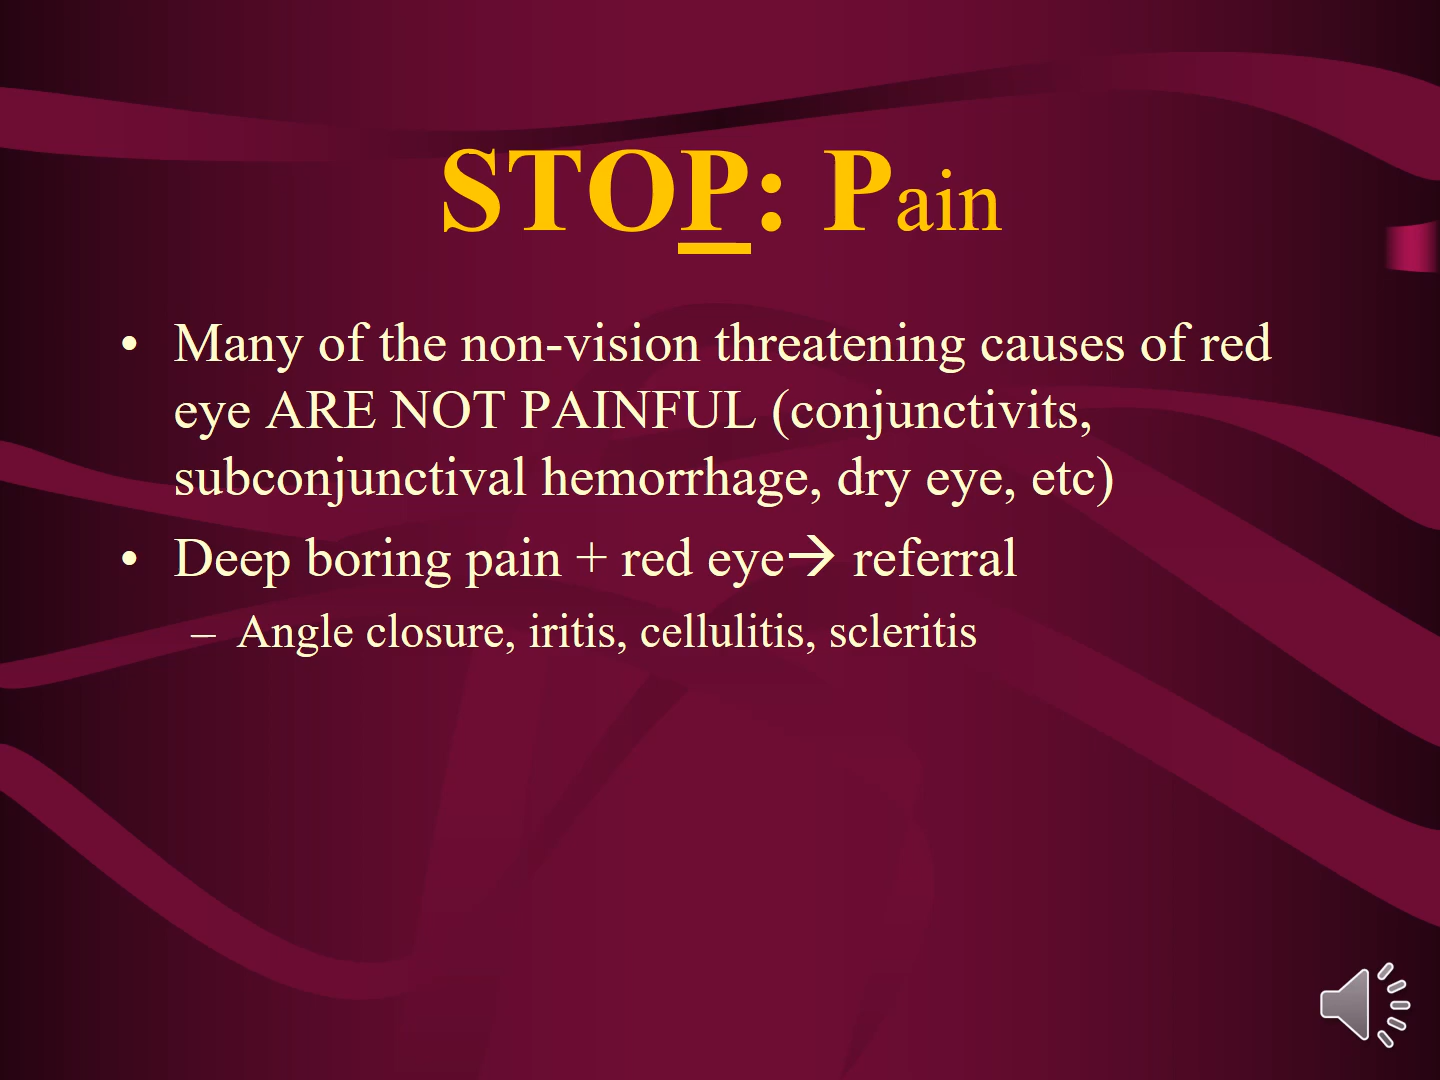 STOP: Pain
• Many of the non-vision threatening causes of red
eye ARE NOT PAINFUL (conjunctivits,
subconjunctival hemorrhage, dry eye, etc)
• Deep boring pain + red eye→ referral
– Angle closure, iritis, cellulitis, scleritis